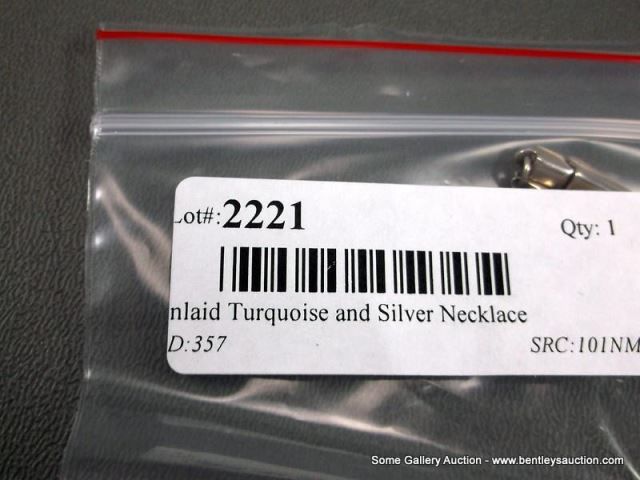 Lot#:2221
Qty: 1
nlaid Turquoise and Silver Necklace
D:357
SRC:101NM
Some Gallery Auction - www.bentleysauction.com